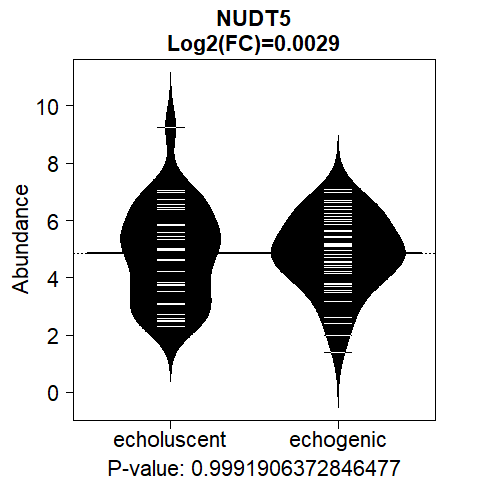 NUDT5
Log2(FC)=0.0029
10
8
6
4
2
0
Abundance
echoluscent echogenic
P-value: 0.9991906372846477